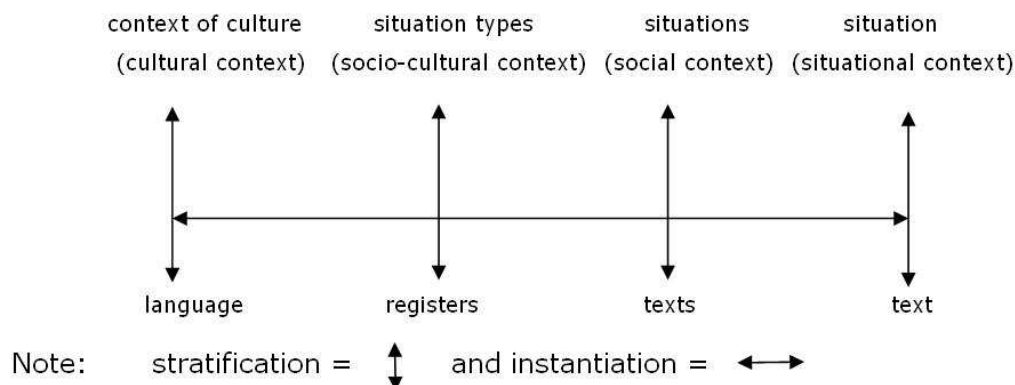 context of culture situation types situations situation
(cultural context) (socio-cultural context) (social context) (situational context)
language registers texts text
Note: stratification = and instantiation =